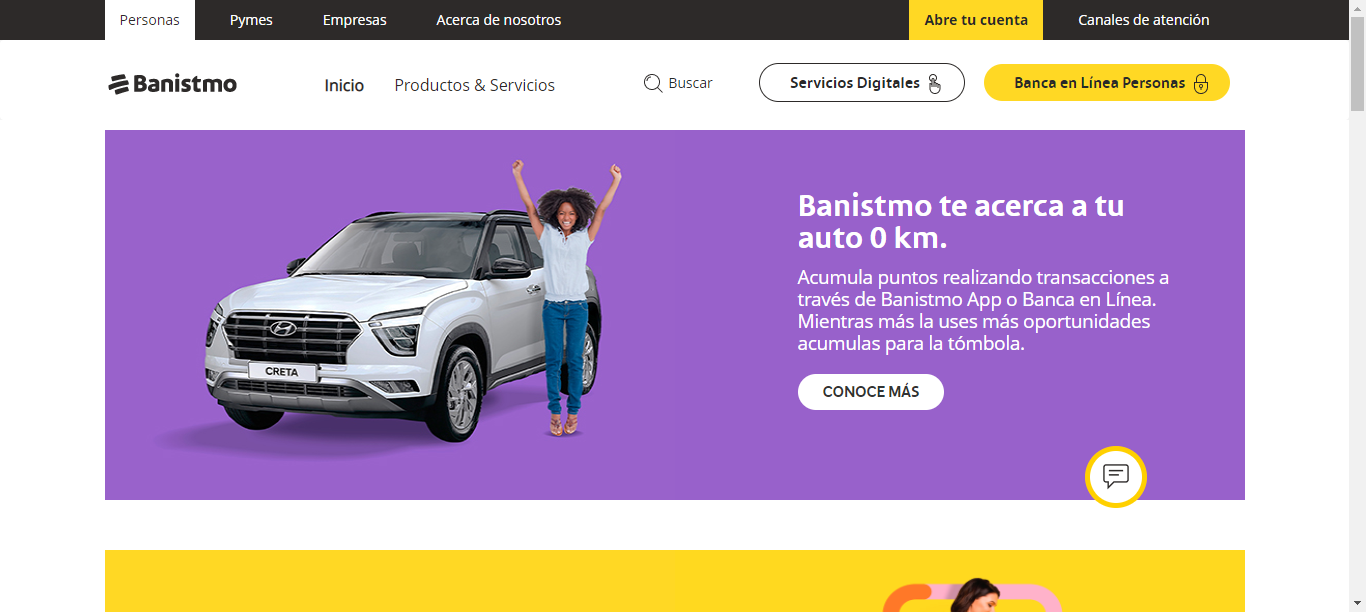 Personas
Pymes
Empresas
Acerca de nosotros
Abre tu cuenta
Canales de atención
Banistmo
Inicio
Productos & Servicios
Buscar
Servicios Digitales
Banca en Línea Personas
Banistmo te acerca a tu
auto 0 km.
Acumula puntos realizando transacciones a
través de Banistmo App o Banca en Línea.
Mientras más la uses más oportunidades
acumulas para la tómbola.
CONOCE MÁS
CRETA